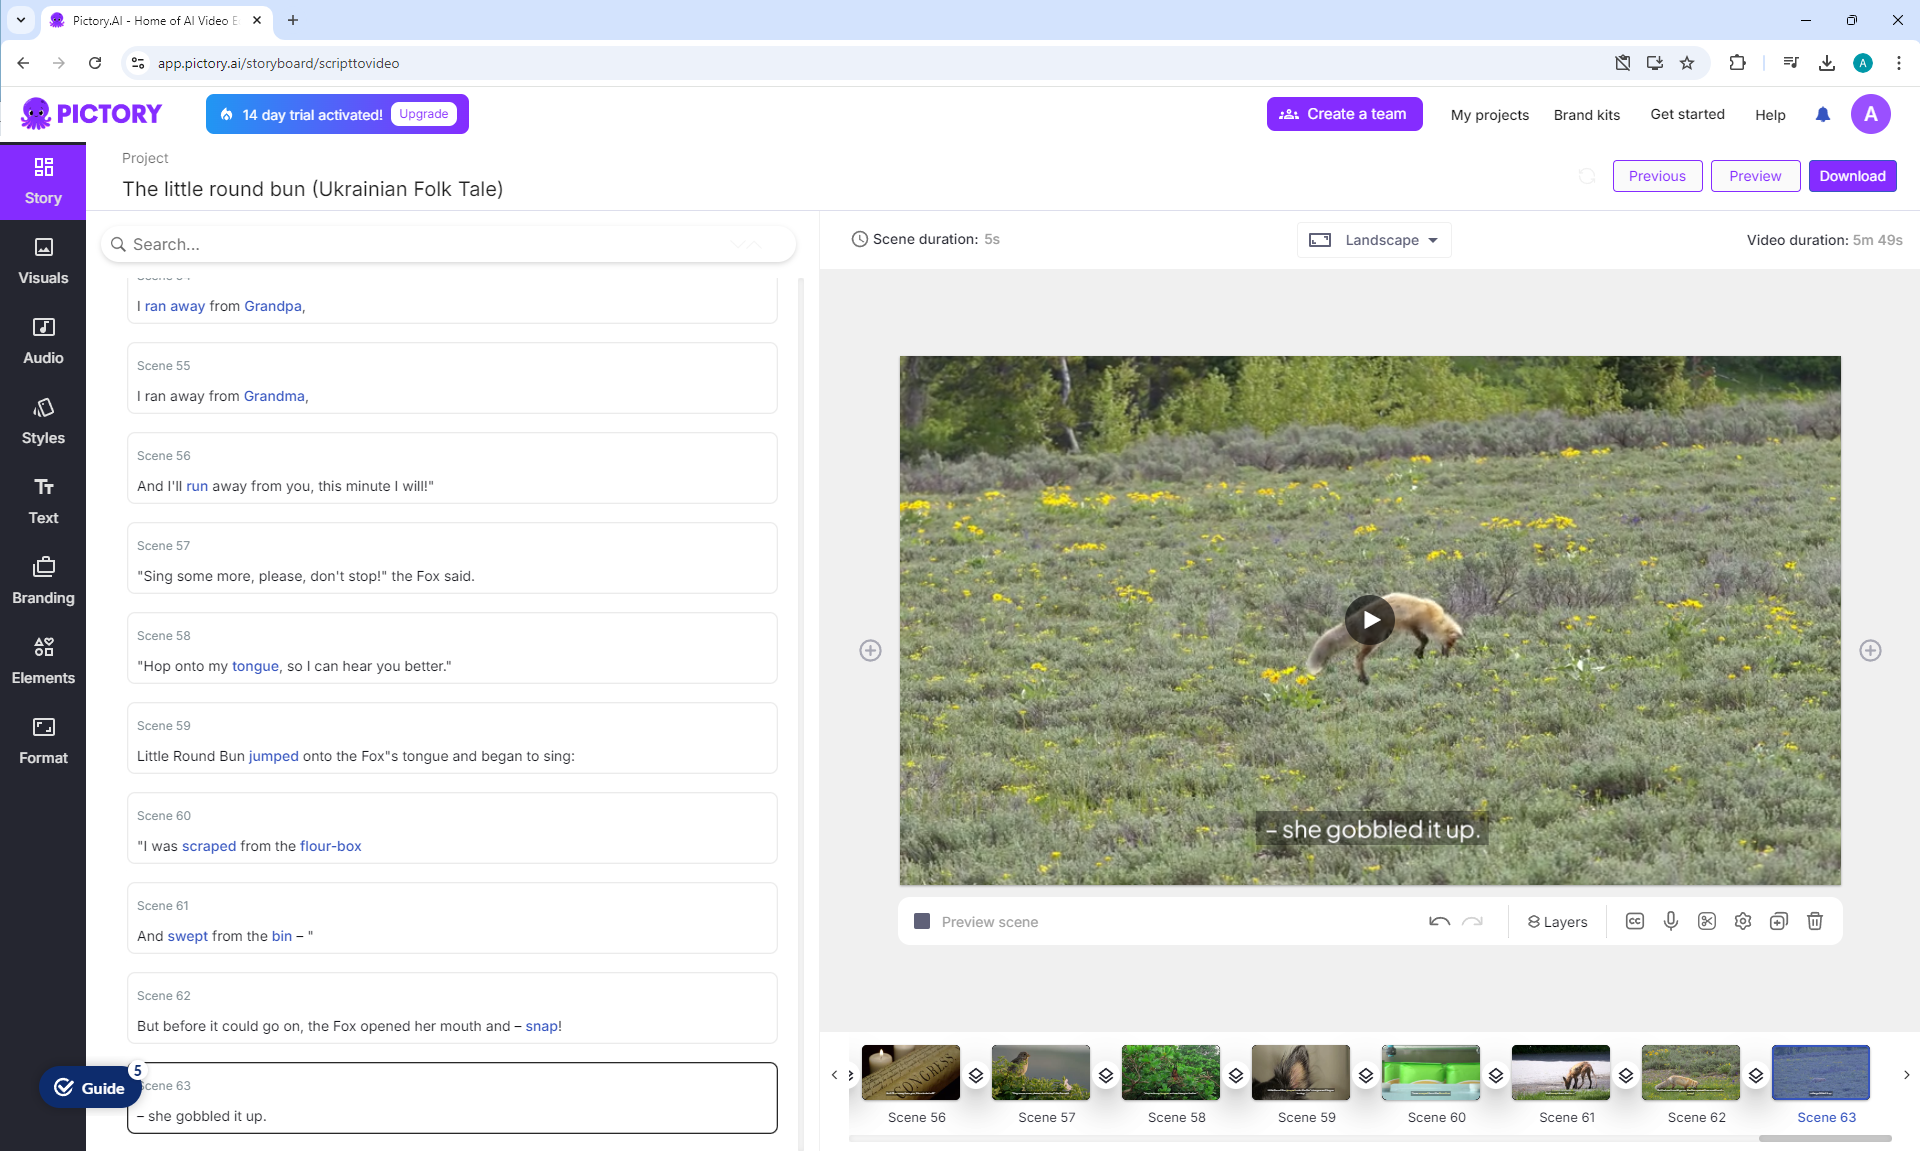 Pictory.AI - Home of AI Video E
app.pictory.ai/storyboard/scripttovideo
A
PICTORY
14 day trial activated!
Upgrade
Create a team
My projects
Brand kits
Get started
Help
A
Story
Visuals
Audio
Styles
Text
Branding
Elements
Format
Project
The little round bun (Ukrainian Folk Tale)
Previous
Preview
Download
Search...
Scene duration: 5s
Landscape
Video duration: 5m 49s
I ran away from Grandpa,
Scene 55
I ran away from Grandma,
Scene 56
And I'll run away from you, this minute I will!"
Scene 57
"Sing some more, please, don't stop!" the Fox said.
Scene 58
"Hop onto my tongue, so I can hear you better."
Scene 59
Little Round Bun jumped onto the Fox"s tongue and began to sing:
Scene 60
"I was scraped from the flour-box
Scene 61
And swept from the bin – "
Scene 62
But before it could go on, the Fox opened her mouth and – snap!
Scene 63
– she gobbled it up.
5
Guide
– she gobbled it up.
Preview scene
Layers
CC
CONGRESS
Scene 56
Scene 57
Scene 58
Scene 59
Scene 60
Scene 61
Scene 62
Scene 63